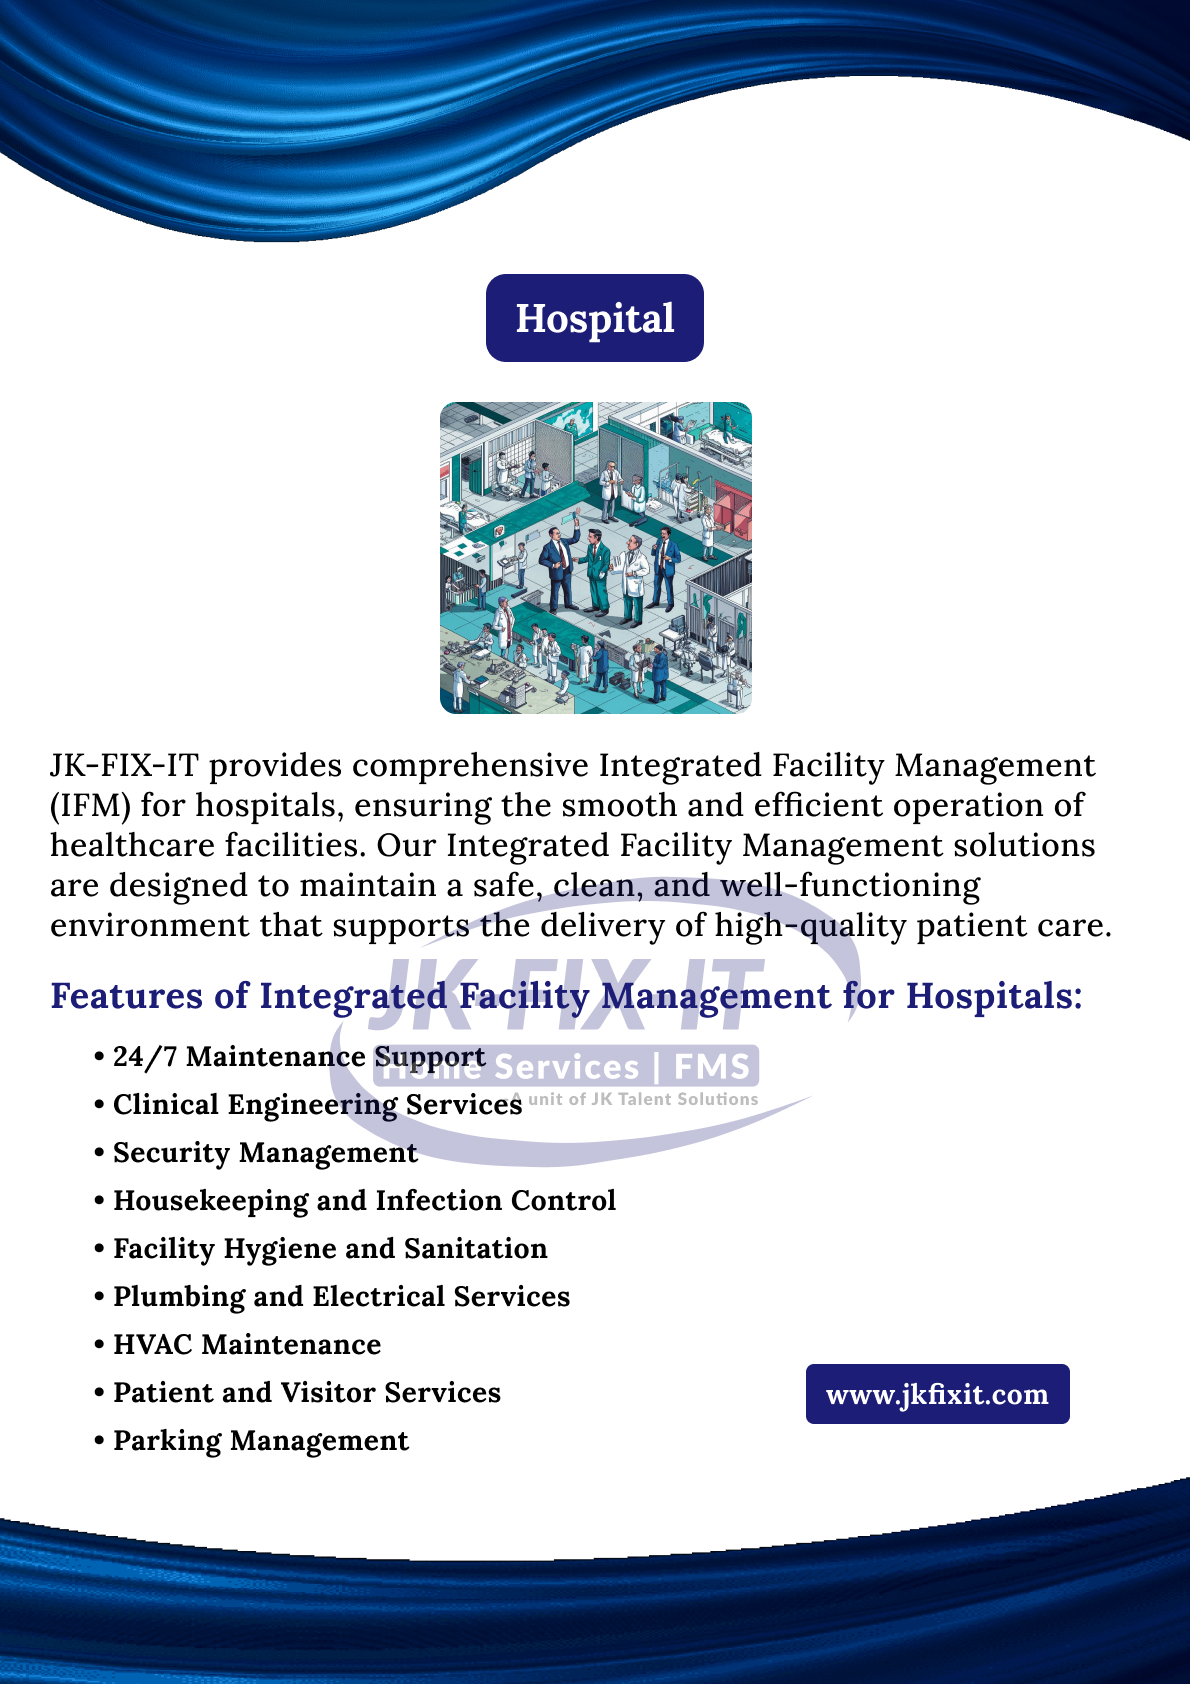 Hospital
JK-FIX-IT provides comprehensive Integrated Facility Management
(IFM) for hospitals, ensuring the smooth and efficient operation of
healthcare facilities. Our Integrated Facility Management solutions
are designed to maintain a safe, clean, and well-functioning
environment that supports the delivery of high-quality patient care.
JK FIX-IT
Features of Integrated Facility Management for Hospitals:
• 24/7 Maintenance Support
Home Services | FMS
-A unit of JK Talent Solutions
• Clinical Engineering Services
• Security Management
• Housekeeping and Infection Control
• Facility Hygiene and Sanitation
• Plumbing and Electrical Services
• HVAC Maintenance
• Patient and Visitor Services
www.jkfixit.com
• Parking Management